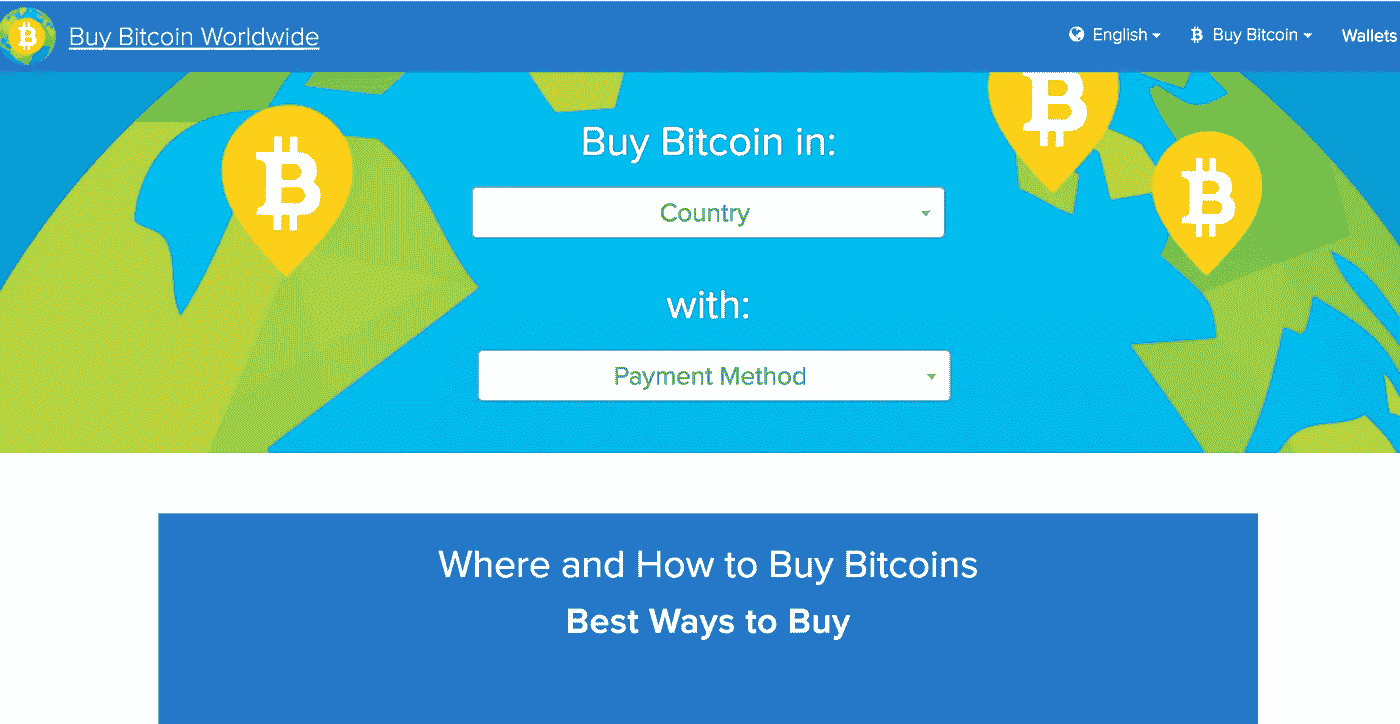 Buy Bitcoin Worldwide
English
Buy Bitcoin
Wallets
Buy Bitcoin in:
Country
with:
Payment Method
Where and How to Buy Bitcoins
Best Ways to Buy